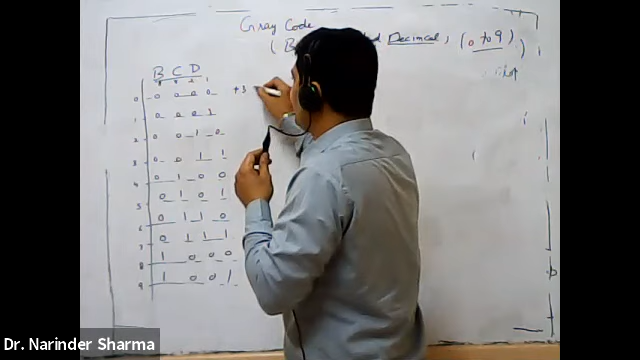 Gray Code
( B Decimal, (0 to 9)
B C D
8 4 2 1
0 0 0 0 0 +3
1 0 0 0 1
2 0 0 1 0
3 0 0 1 1
4 0 1 0 0
5 0 1 0 1
6 0 1 1 0
7 0 1 1 1
8 1 0 0 0
9 1 0 0 1
Dr. Narinder Sharma